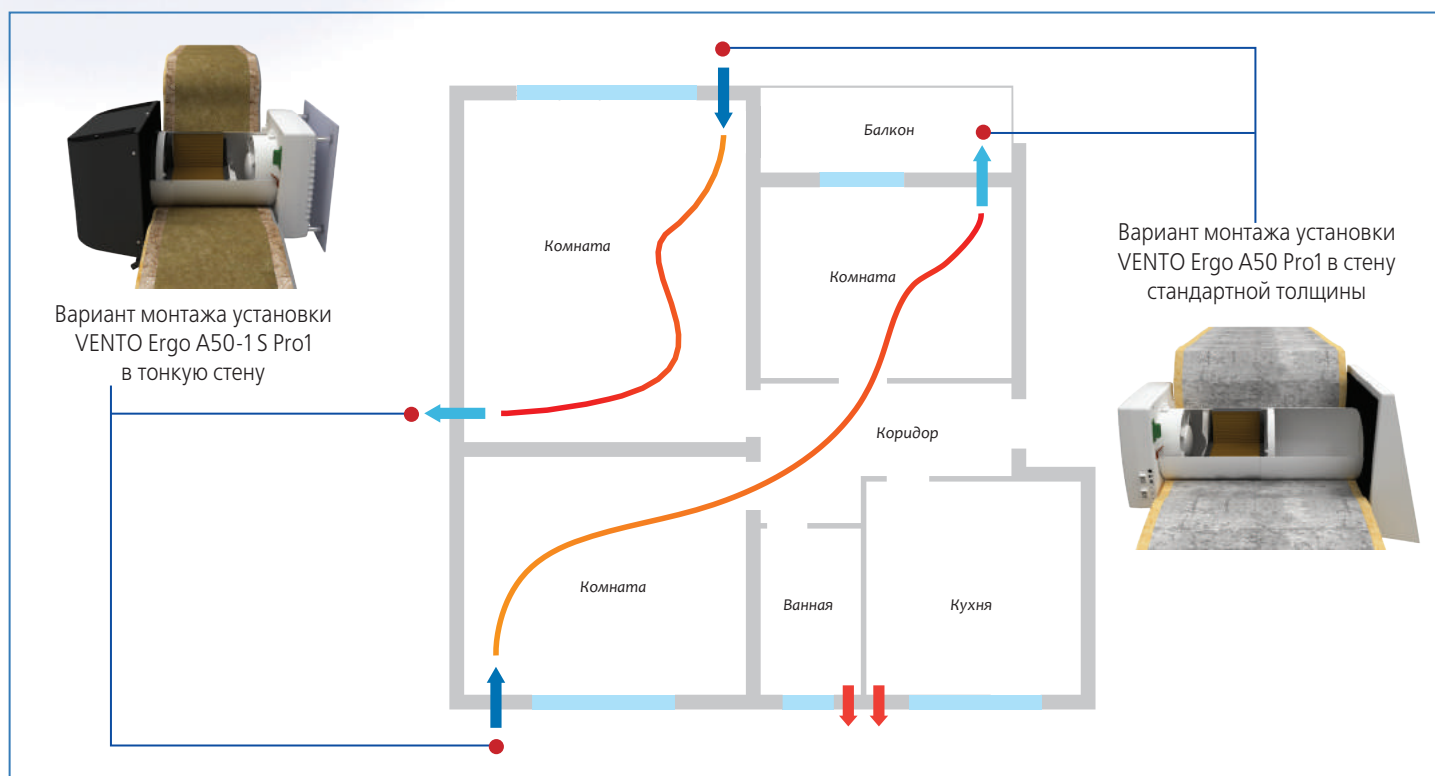 Балкон
Комната
Комната
Вариант монтажа установки
VENTO Ergo A50 Pro1 в стену
стандартной толщины
Вариант монтажа установки
VENTO Ergo A50-1 S Pro1
в тонкую стену
Коридор
Комната
Ванная
Кухня